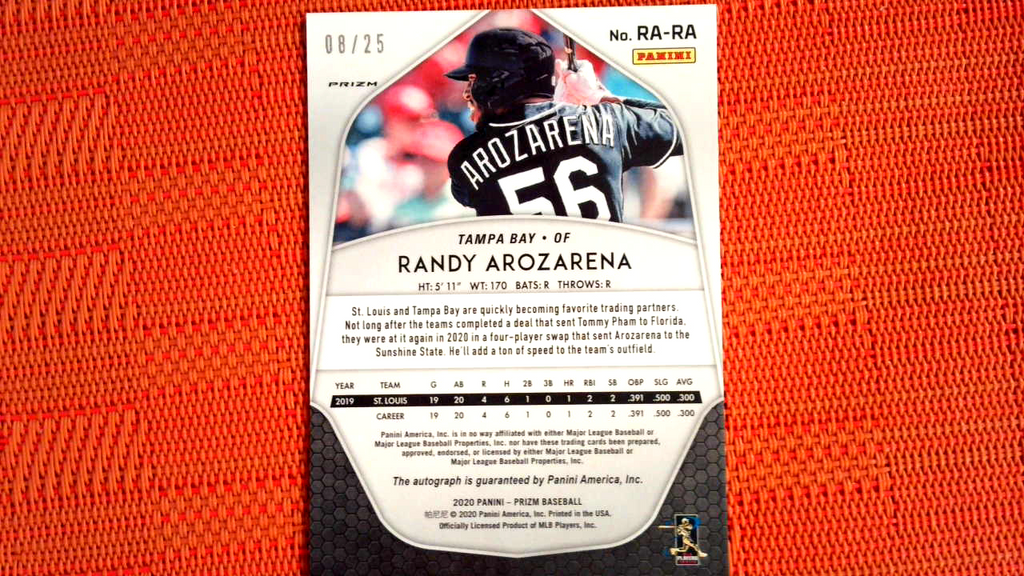 08/25
No. RA-RA
PANINI
PRIZM
AROZARENA
56
TAMPA BAY • OF
RANDY AROZARENA
HT: 5' 11" WT: 170 BATS: R THROWS: R
St. Louis and Tampa Bay are quickly becoming favorite trading partners.
Not long after the teams completed a deal that sent Tommy Pham to Florida,
they were at it again in 2020 in a four-player swap that sent Arozarena to the
Sunshine State. He'll add a ton of speed to the team's outfield.
YEAR TEAM G AB R H 2B 3B HR RBI SB OBP SLG AVG
2019 ST. LOUIS 19 20 4 6 1 0 1 2 2 .391 .500 .300
CAREER 19 20 4 6 1 0 1 2 2 .391 .500 .300
Panini America, Inc. is in no way affiliated with either Major League Baseball or
Major League Baseball Properties, Inc. nor have these trading cards been prepared,
approved, endorsed, or licensed by either Major League Baseball or
Major League Baseball Properties, Inc.
The autograph is guaranteed by Panini America, Inc.
2020 PANINI – PRIZM BASEBALL
帕尼尼 © 2020 Panini America, Inc. Printed in the USA.
Officially Licensed Product of MLB Players, Inc.